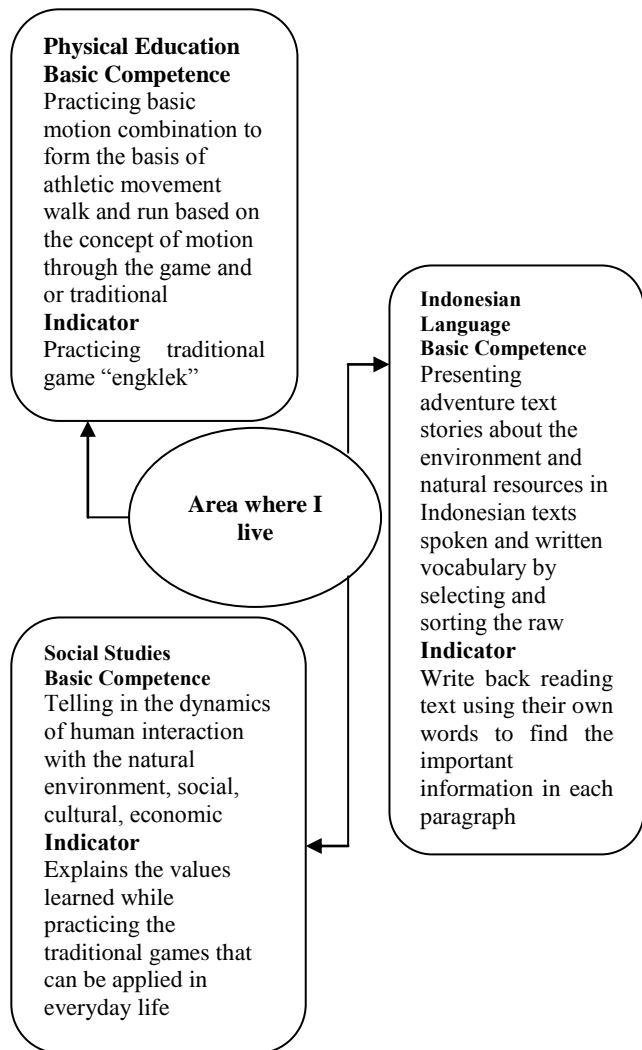 Physical Education
Basic Competence
Practicing basic
motion combination to
form the basis of
athletic movement
walk and run based on
the concept of motion
through the game and
or traditional
Indicator
Practicing traditional
game “engklek”
Indonesian
Language
Basic Competence
Presenting
adventure text
stories about the
environment and
natural resources in
Indonesian texts
spoken and written
vocabulary by
selecting and
sorting the raw
Indicator
Write back reading
text using their own
words to find the
important
information in each
paragraph
Area where I
live
Social Studies
Basic Competence
Telling in the dynamics
of human interaction
with the natural
environment, social,
cultural, economic
Indicator
Explains the values
learned while
practicing the
traditional games that
can be applied in
everyday life